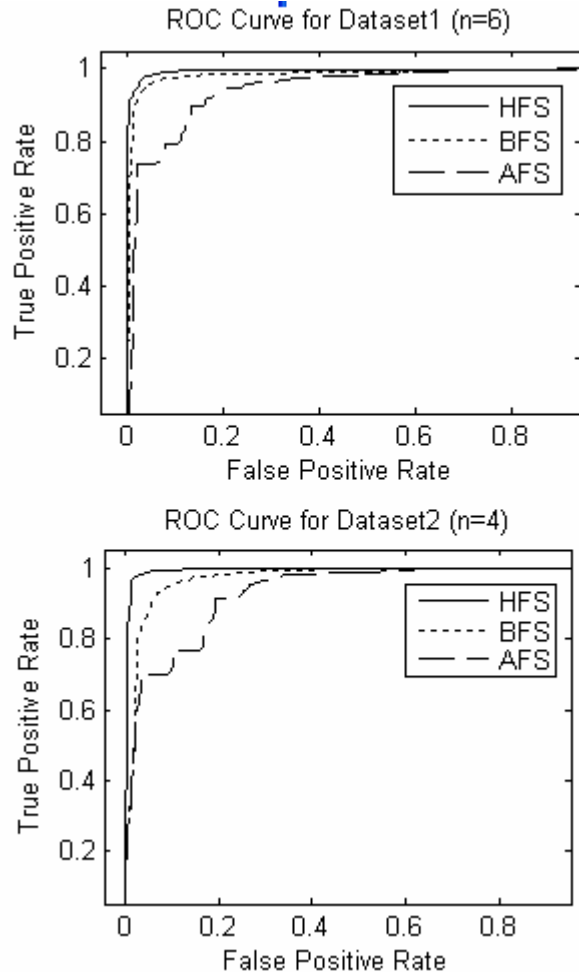 ROC Curve for Dataset1 (n=6)
1
0.8
0.6
0.4
0.2
True Positive Rate
HFS
BFS
AFS
0 0.2 0.4 0.6 0.8
False Positive Rate
ROC Curve for Dataset2 (n=4)
1
0.8
0.6
0.4
0.2
True Positive Rate
HFS
BFS
AFS
0 0.2 0.4 0.6 0.8
False Positive Rate